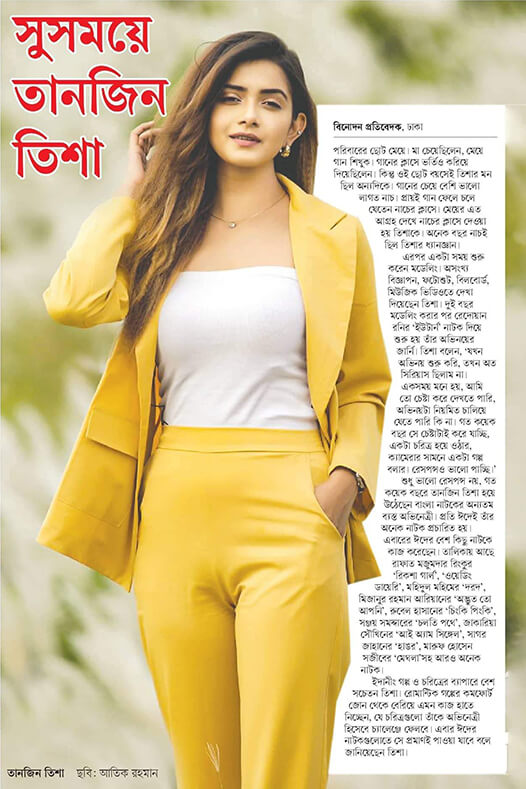 সুসময়ে
তানজিন
তিশা
বিনোদন প্রতিবেদক, ঢাকা
পরিবারের ছোট মেয়ে। মা চেয়েছিলেন, মেয়ে
গান শিখুক। গানের ক্লাসে ভর্তিও করিয়ে
দিয়েছিলেন। কিন্তু ওই ছোট বয়সেই তিশার মন
ছিল অন্যদিকে। গানের চেয়ে বেশি ভালো
লাগত নাচ। প্রায়ই গান ফেলে চলে
যেতেন নাচের ক্লাসে। মেয়ের এত
আগ্রহ দেখে নাচের ক্লাসে দেওয়া
হয় তিশাকে। অনেক বছর নাচই
ছিল তিশার ধ্যানজ্ঞান।
এরপর একটা সময় শুরু
করেন মডেলিং। অসংখ্য
বিজ্ঞাপন, ফটোশুট, বিলবোর্ড,
মিউজিক ভিডিওতে দেখা
দিয়েছেন তিশা। দুই বছর
মডেলিং করার পর রেদোয়ান
রনির ‘ইউটার্ন’ নাটক দিয়ে
শুরু হয় তাঁর অভিনয়ের
জার্নি। তিশা বলেন, ‘যখন
অভিনয় শুরু করি, তখন অত
সিরিয়াস ছিলাম না।
একসময় মনে হয়, আমি
তো চেষ্টা করে দেখতে পারি,
অভিনয়টা নিয়মিত চালিয়ে
যেতে পারি কি না। গত কয়েক
বছর সে চেষ্টাটাই করে যাচ্ছি,
একটা চরিত্র হয়ে ওঠার,
ক্যামেরার সামনে একটা গল্প
বলার। রেসপন্সও ভালো পাচ্ছি।’
শুধু ভালো রেসপন্স নয়, গত
কয়েক বছরে তানজিন তিশা হয়ে
উঠেছেন বাংলা নাটকের অন্যতম
ব্যস্ত অভিনেত্রী। প্রতি ঈদেই তাঁর
অনেক নাটক প্রচারিত হয়।
এবারের ঈদের বেশ কিছু নাটকে
কাজ করেছেন। তালিকায় আছে
রাফাত মজুমদার রিংকুর
‘রিকশা গার্ল’, ‘ওয়েডিং
ডায়েরি’, মহিদুল মহিমের ‘দরদ’,
মিজানুর রহমান আরিয়ানের ‘অদ্ভুত তো
আপনি’, রুবেল হাসানের ‘চিংকি পিংকি’,
সঞ্জয় সমদ্দারের ‘চলতি পথে’, জাকারিয়া
সৌখিনের ‘আই অ্যাম সিঙ্গেল’, সাগর
জাহানের ‘হাঙর’, মারুফ হোসেন
সজীবের ‘মেঘলা’সহ আরও অনেক
নাটক।
ইদানীং গল্প ও চরিত্রের ব্যাপারে বেশ
সচেতন তিশা। রোমান্টিক গল্পের কমফোর্ট
জোন থেকে বেরিয়ে এমন কাজ হাতে
নিচ্ছেন, যে চরিত্রগুলো তাঁকে অভিনেত্রী
হিসেবে চ্যালেঞ্জে ফেলবে। এবার ঈদের
নাটকগুলোতে সে প্রমাণই পাওয়া যাবে বলে
জানিয়েছেন তিশা।
তানজিন তিশা ছবি: আতিক রহমান